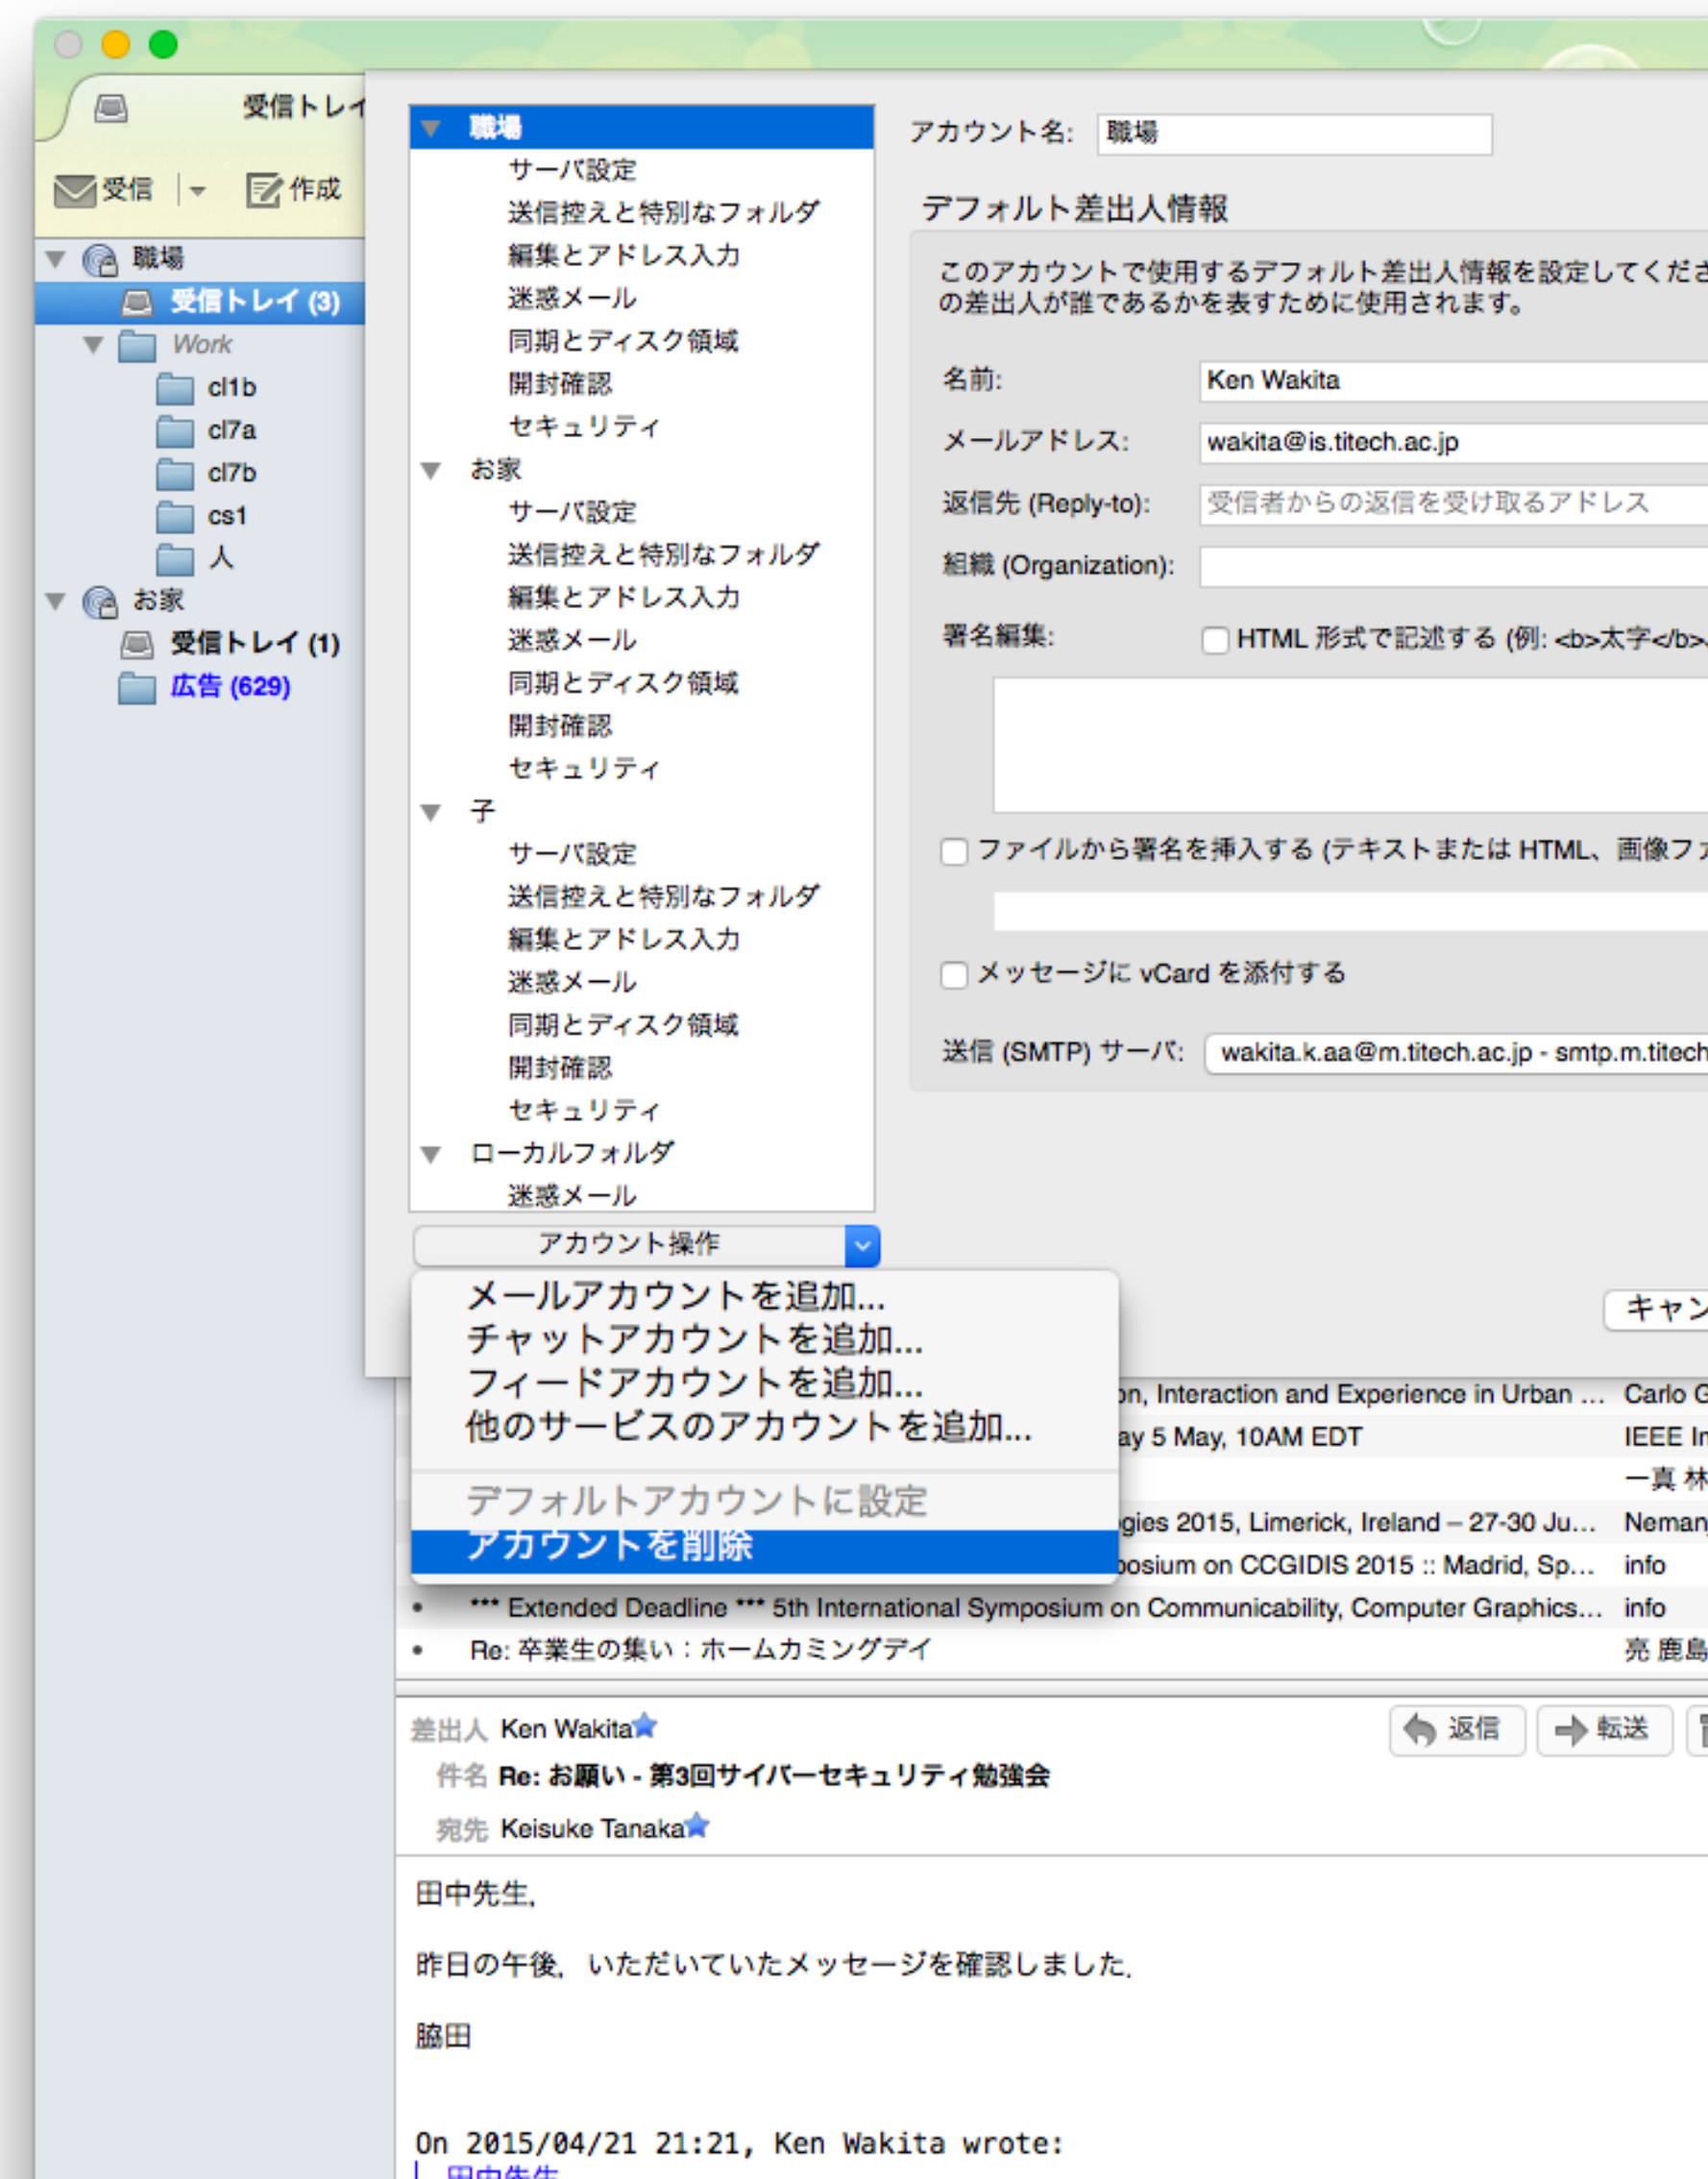 受信トレイ
受信
作成
職場
受信トレイ (3)
Work
cl1b
cl7a
cl7b
cs1
人
お家
受信トレイ (1)
広告 (629)
職場
サーバ設定
送信控えと特別なフォルダ
編集とアドレス入力
迷惑メール
同期とディスク領域
開封確認
セキュリティ
お家
サーバ設定
送信控えと特別なフォルダ
編集とアドレス入力
迷惑メール
同期とディスク領域
開封確認
セキュリティ
子
サーバ設定
送信控えと特別なフォルダ
編集とアドレス入力
迷惑メール
同期とディスク領域
開封確認
セキュリティ
ローカルフォルダ
迷惑メール
アカウント操作
メールアカウントを追加...
チャットアカウントを追加...
フィードアカウントを追加...
他のサービスのアカウントを追加...
デフォルトアカウントに設定
アカウントを削除
アカウント名: 職場
デフォルト差出人情報
このアカウントで使用するデフォルト差出人情報を設定してくださ
の差出人が誰であるかを表すために使用されます。
名前: Ken Wakita
メールアドレス: wakita@is.titech.ac.jp
返信先 (Reply-to): 受信者からの返信を受け取るアドレス
組織 (Organization):
署名編集: HTML 形式で記述する (例: <b>太字</b>、
ファイルから署名を挿入する (テキストまたは HTML、画像ファ
メッセージに vCard を添付する
送信 (SMTP) サーバ: wakita.k.aa@m.titech.ac.jp - smtp.m.titech
キャン
on, Interaction and Experience in Urban ... Carlo G
ay 5 May, 10AM EDT IEEE In
一真 林
gies 2015, Limerick, Ireland – 27-30 Ju... Neman
posium on CCGIDIS 2015 :: Madrid, Sp... info
*** Extended Deadline *** 5th International Symposium on Communicability, Computer Graphics... info
Re: 卒業生の集い：ホームカミングデイ 亮 鹿島
差出人 Ken Wakita
返信 転送
件名 Re: お願い - 第3回サイバーセキュリティ勉強会
宛先 Keisuke Tanaka
田中先生，
昨日の午後，いただいていたメッセージを確認しました．
脇田
On 2015/04/21 21:21, Ken Wakita wrote:
田中先生